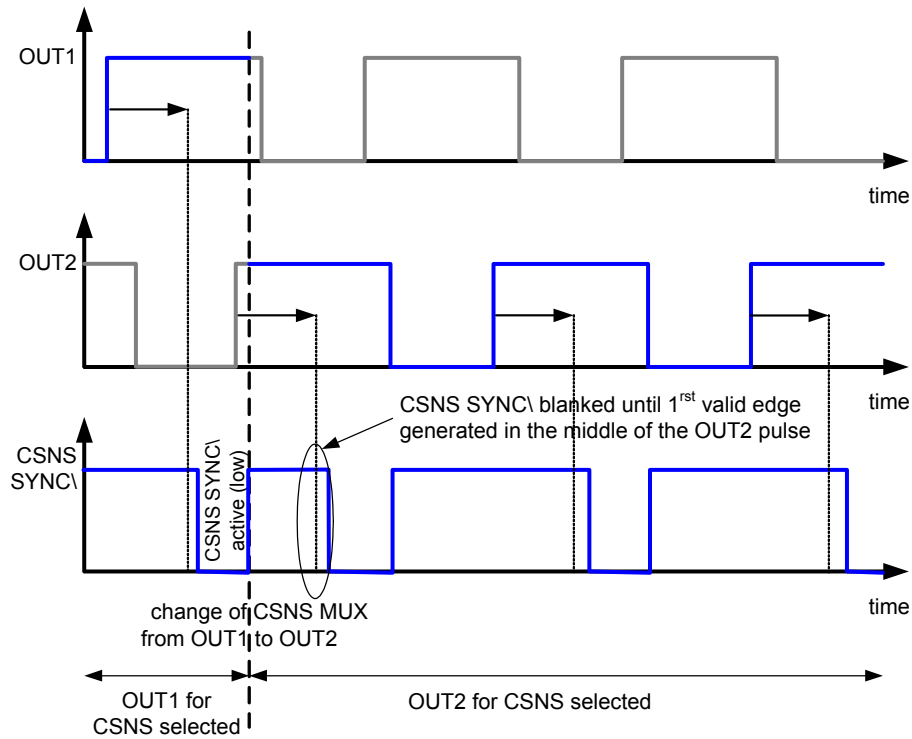 OUT1
time
OUT2
time
CSNS SYNC\ blanked until 1rst valid edge
generated in the middle of the OUT2 pulse
CSNS
SYNC\
CSNS SYNC\
active (low)
time
change of CSNS MUX
from OUT1 to OUT2
OUT1 for
CSNS selected
OUT2 for CSNS selected